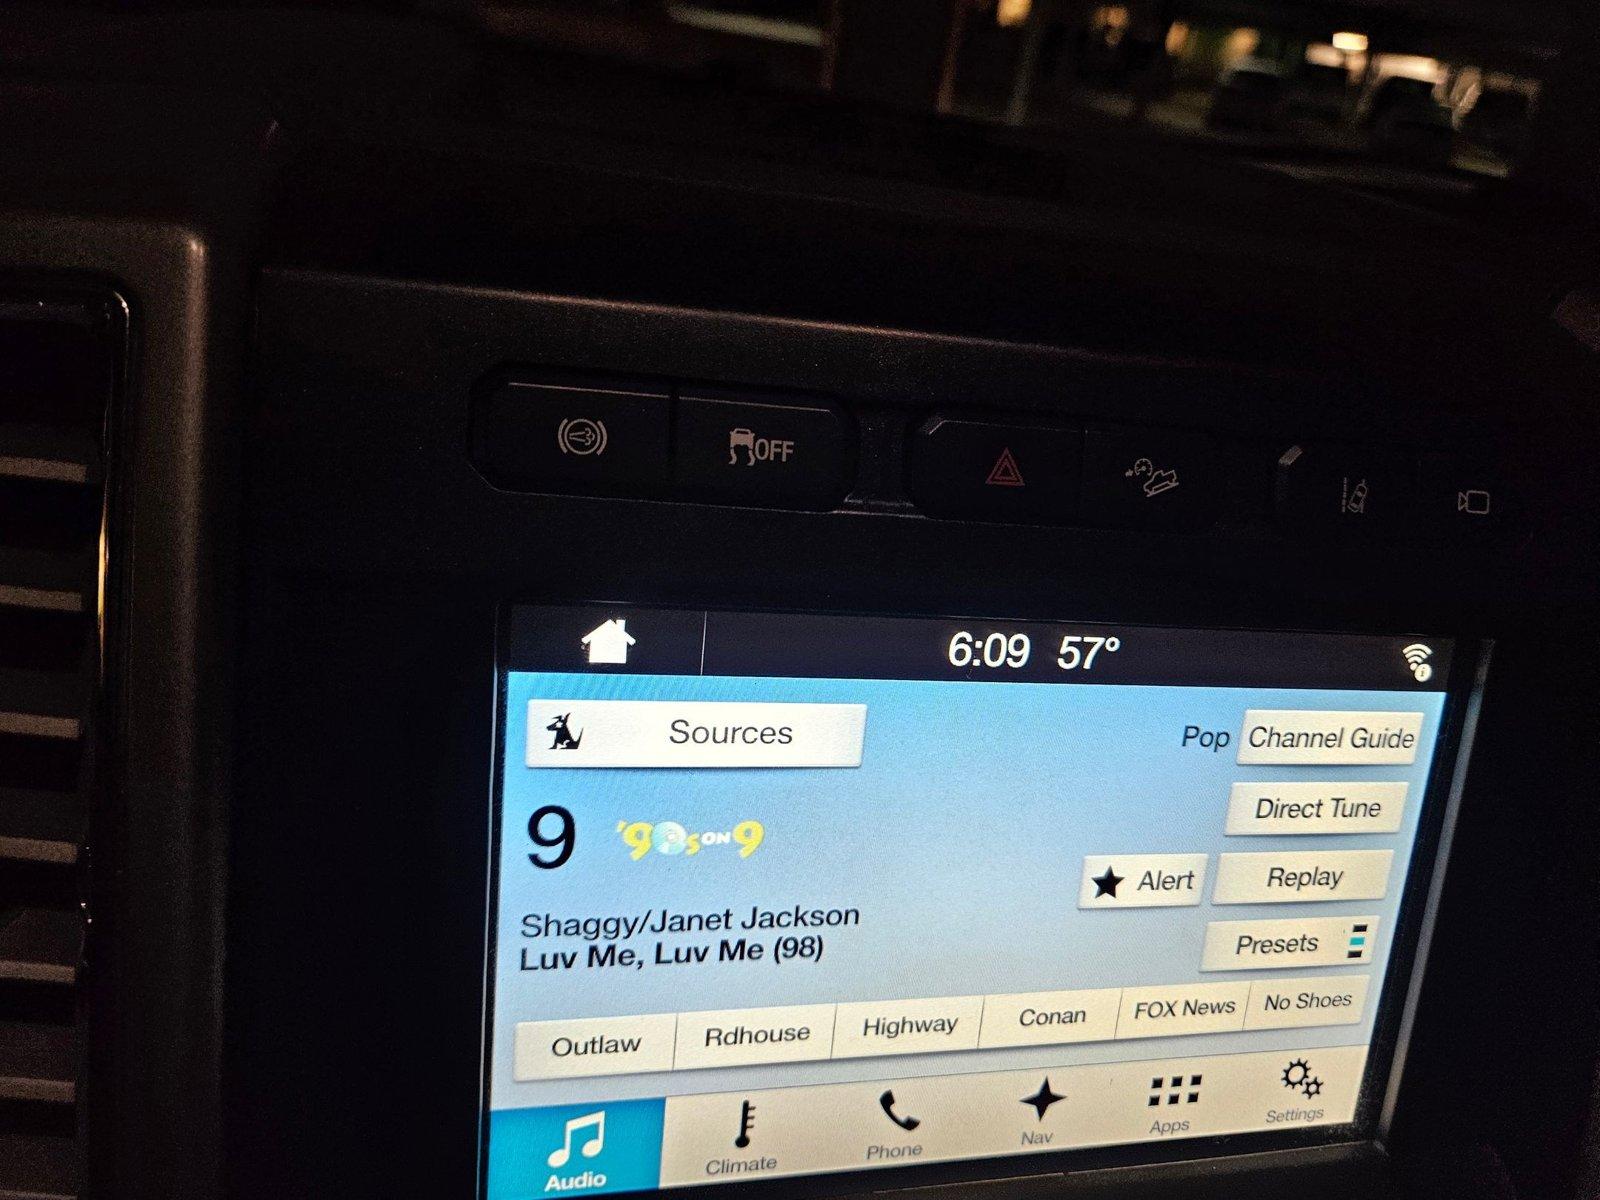 OFF
6:09 57°
Sources
Pop Channel Guide
Direct Tune
9 '90s ON 9
Alert Replay
Shaggy/Janet Jackson
Luv Me, Luv Me (98)
Presets
Outlaw Rdhouse Highway Conan FOX News No Shoes
Audio Climate Phone Nav Apps Settings